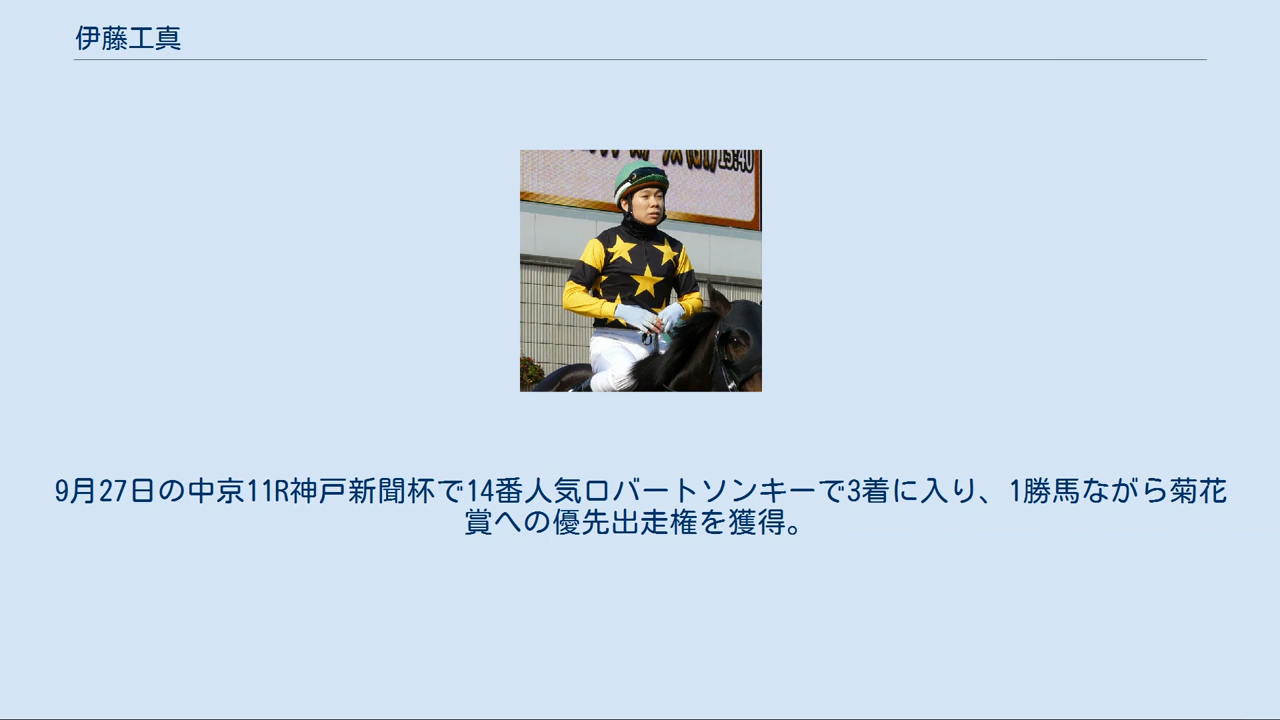 伊藤工真
15:40
9月27日の中京11R神戸新聞杯で14番人気ロバートソンキーで3着に入り、1勝馬ながら菊花
賞への優先出走権を獲得。